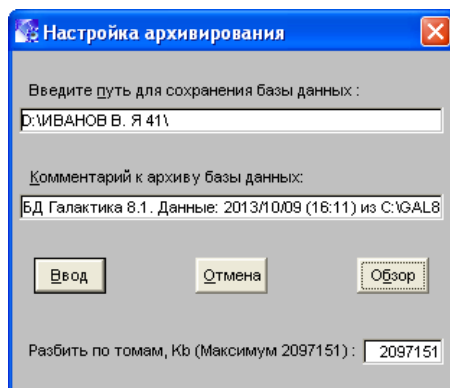 Настройка архивирования
Введите путь для сохранения базы данных :
D:\ИВАНОВ В. Я 41\
Комментарий к архиву базы данных:
БД Галактика 8.1. Данные: 2013/10/09 (16:11) из C:\GAL8
Ввод Отмена Обзор
Разбить по томам, Kb (Максимум 2097151) : 2097151